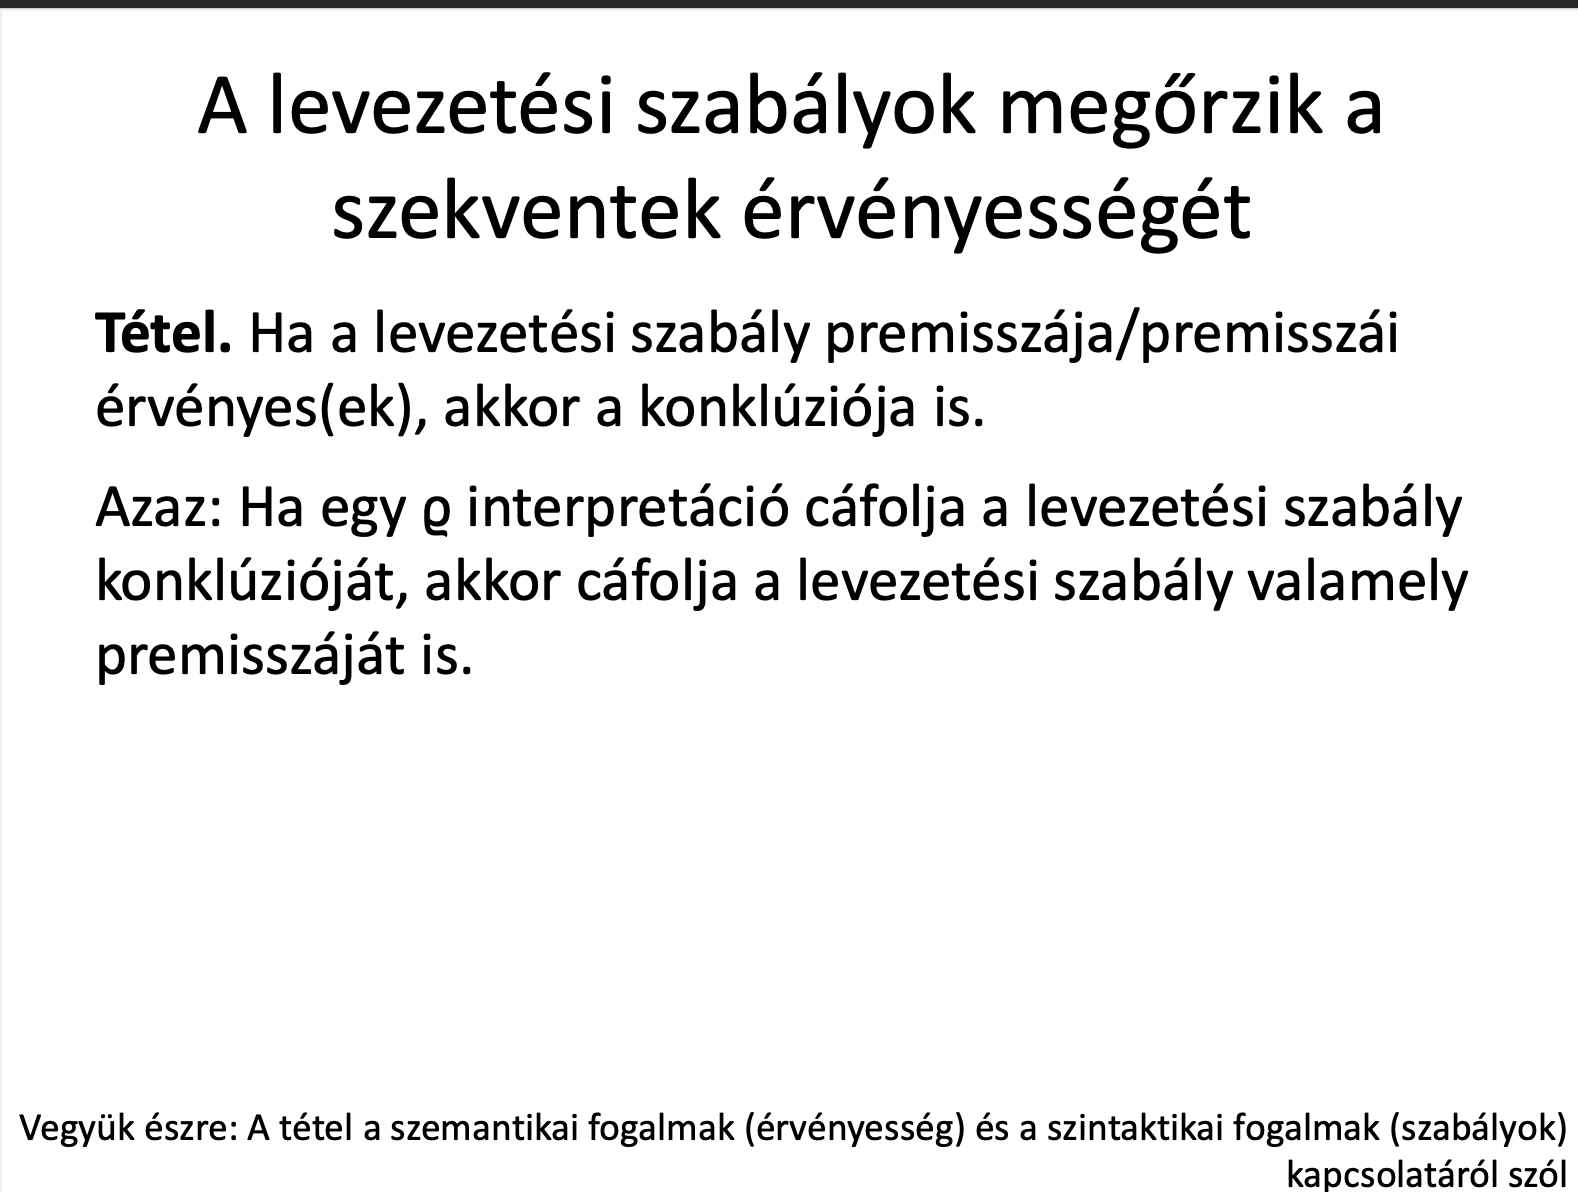 A levezetési szabályok megőrzik a
szekventek érvényességét
Tétel. Ha a levezetési szabály premisszája/premisszái
érvényes(ek), akkor a konklúziója is.
Azaz: Ha egy ϱ interpretáció cáfolja a levezetési szabály
konklúzióját, akkor cáfolja a levezetési szabály valamely
premisszáját is.
Vegyük észre: A tétel a szemantikai fogalmak (érvényesség) és a szintaktikai fogalmak (szabályok)
kapcsolatáról szól